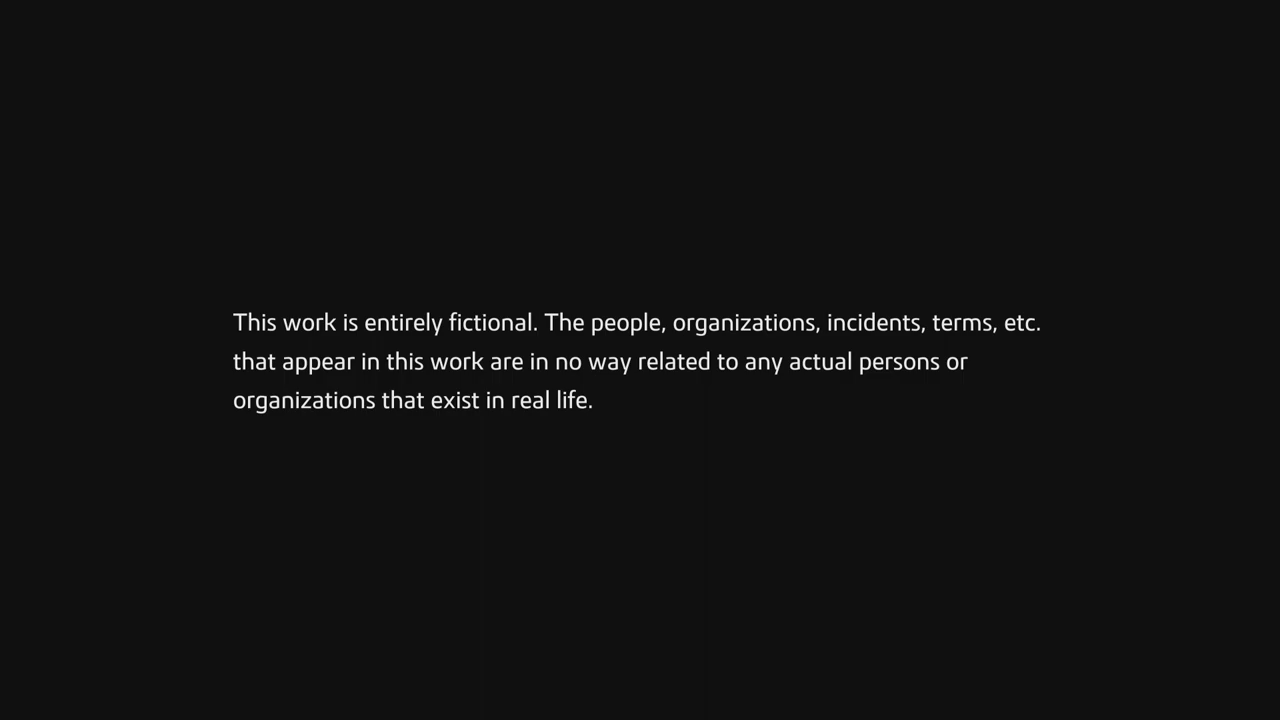 This work is entirely fictional. The people, organizations, incidents, terms, etc.
that appear in this work are in no way related to any actual persons or
organizations that exist in real life.